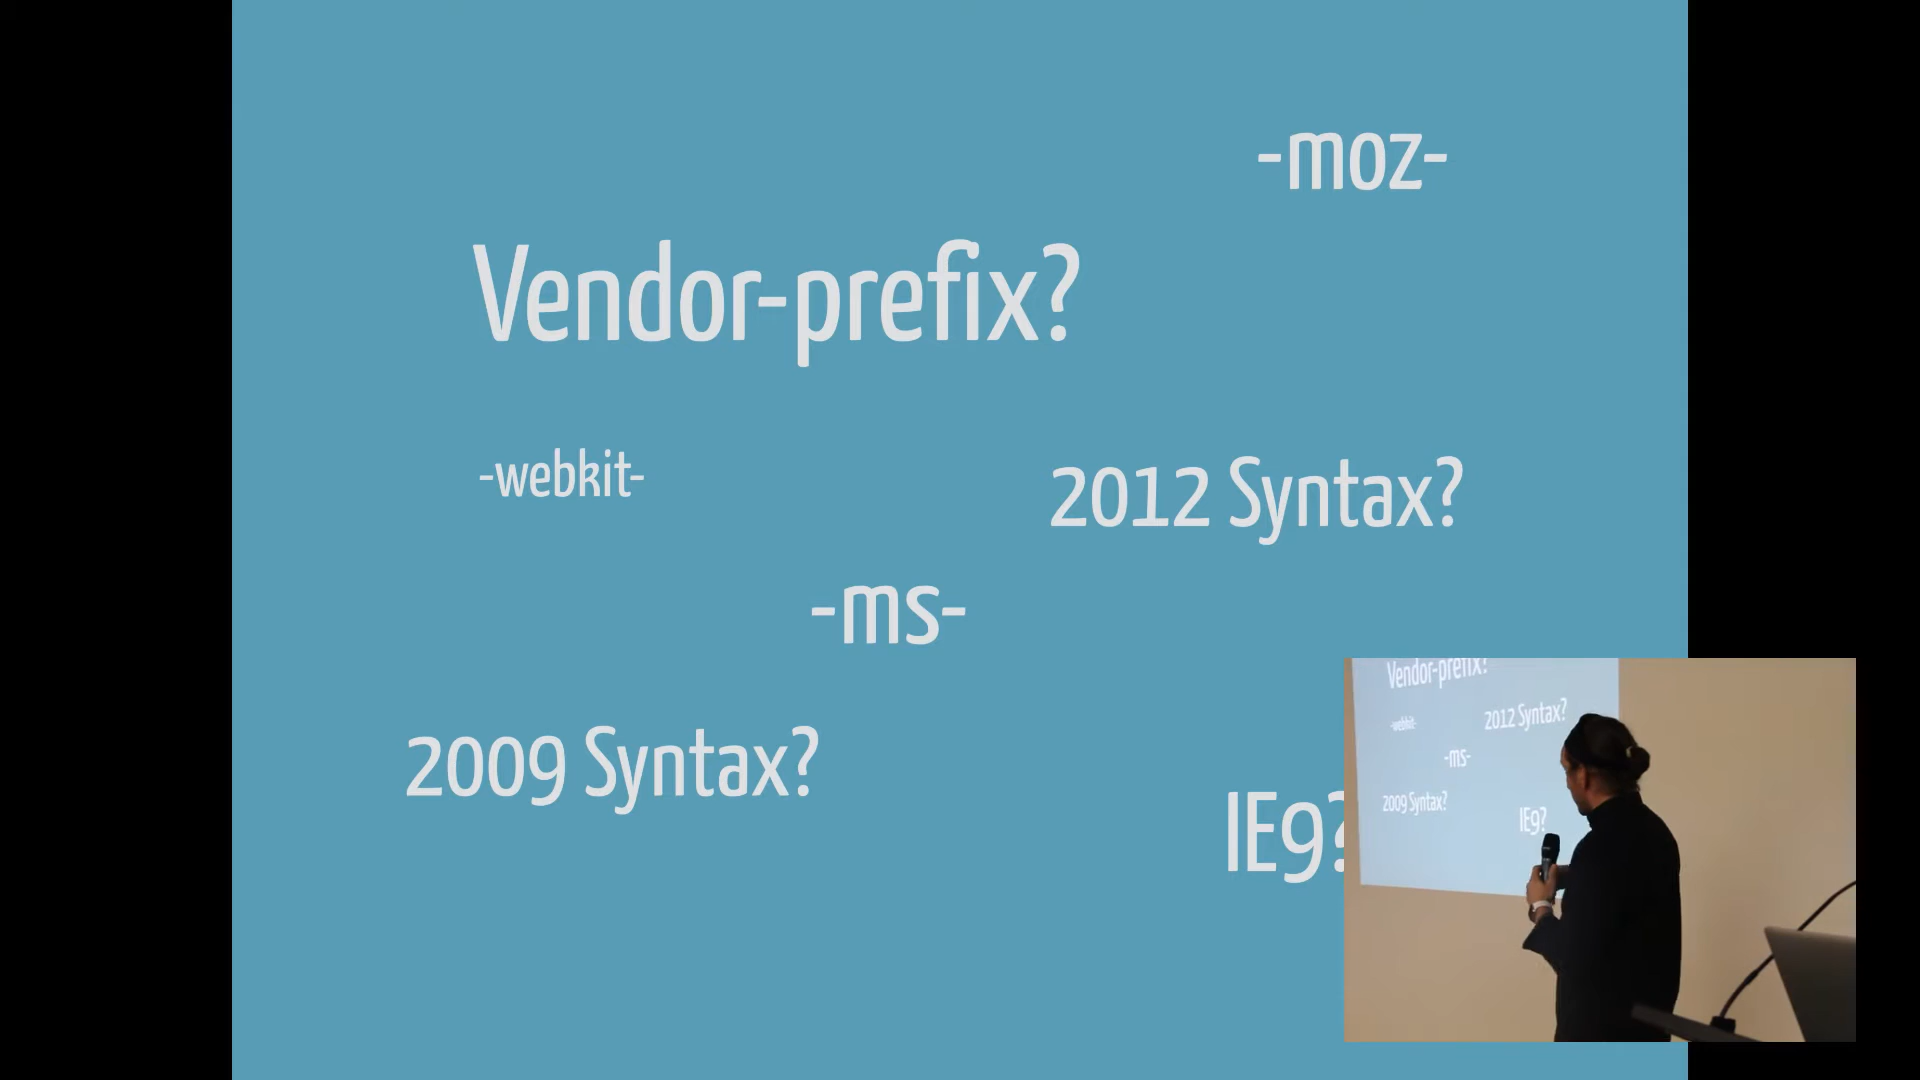 -moz-
Vendor-prefix?
-webkit-
2012 Syntax?
-ms-
2009 Syntax?
IE9?
Vendor-prefix?
-webkit-
2012 Syntax?
-ms-
2009 Syntax?
IE9?